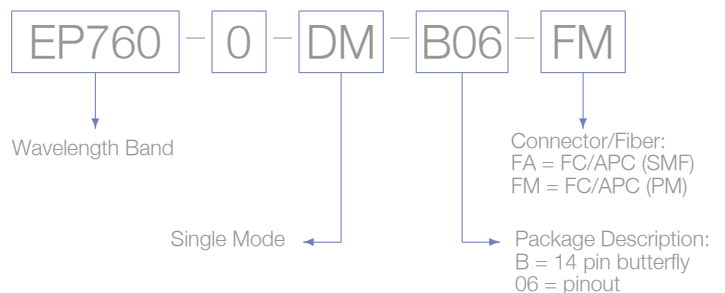 EP760 - 0 - DM - B06 - FM
Wavelength Band
Connector/Fiber:
FA = FC/APC (SMF)
FM = FC/APC (PM)
Single Mode
Package Description:
B = 14 pin butterfly
06 = pinout